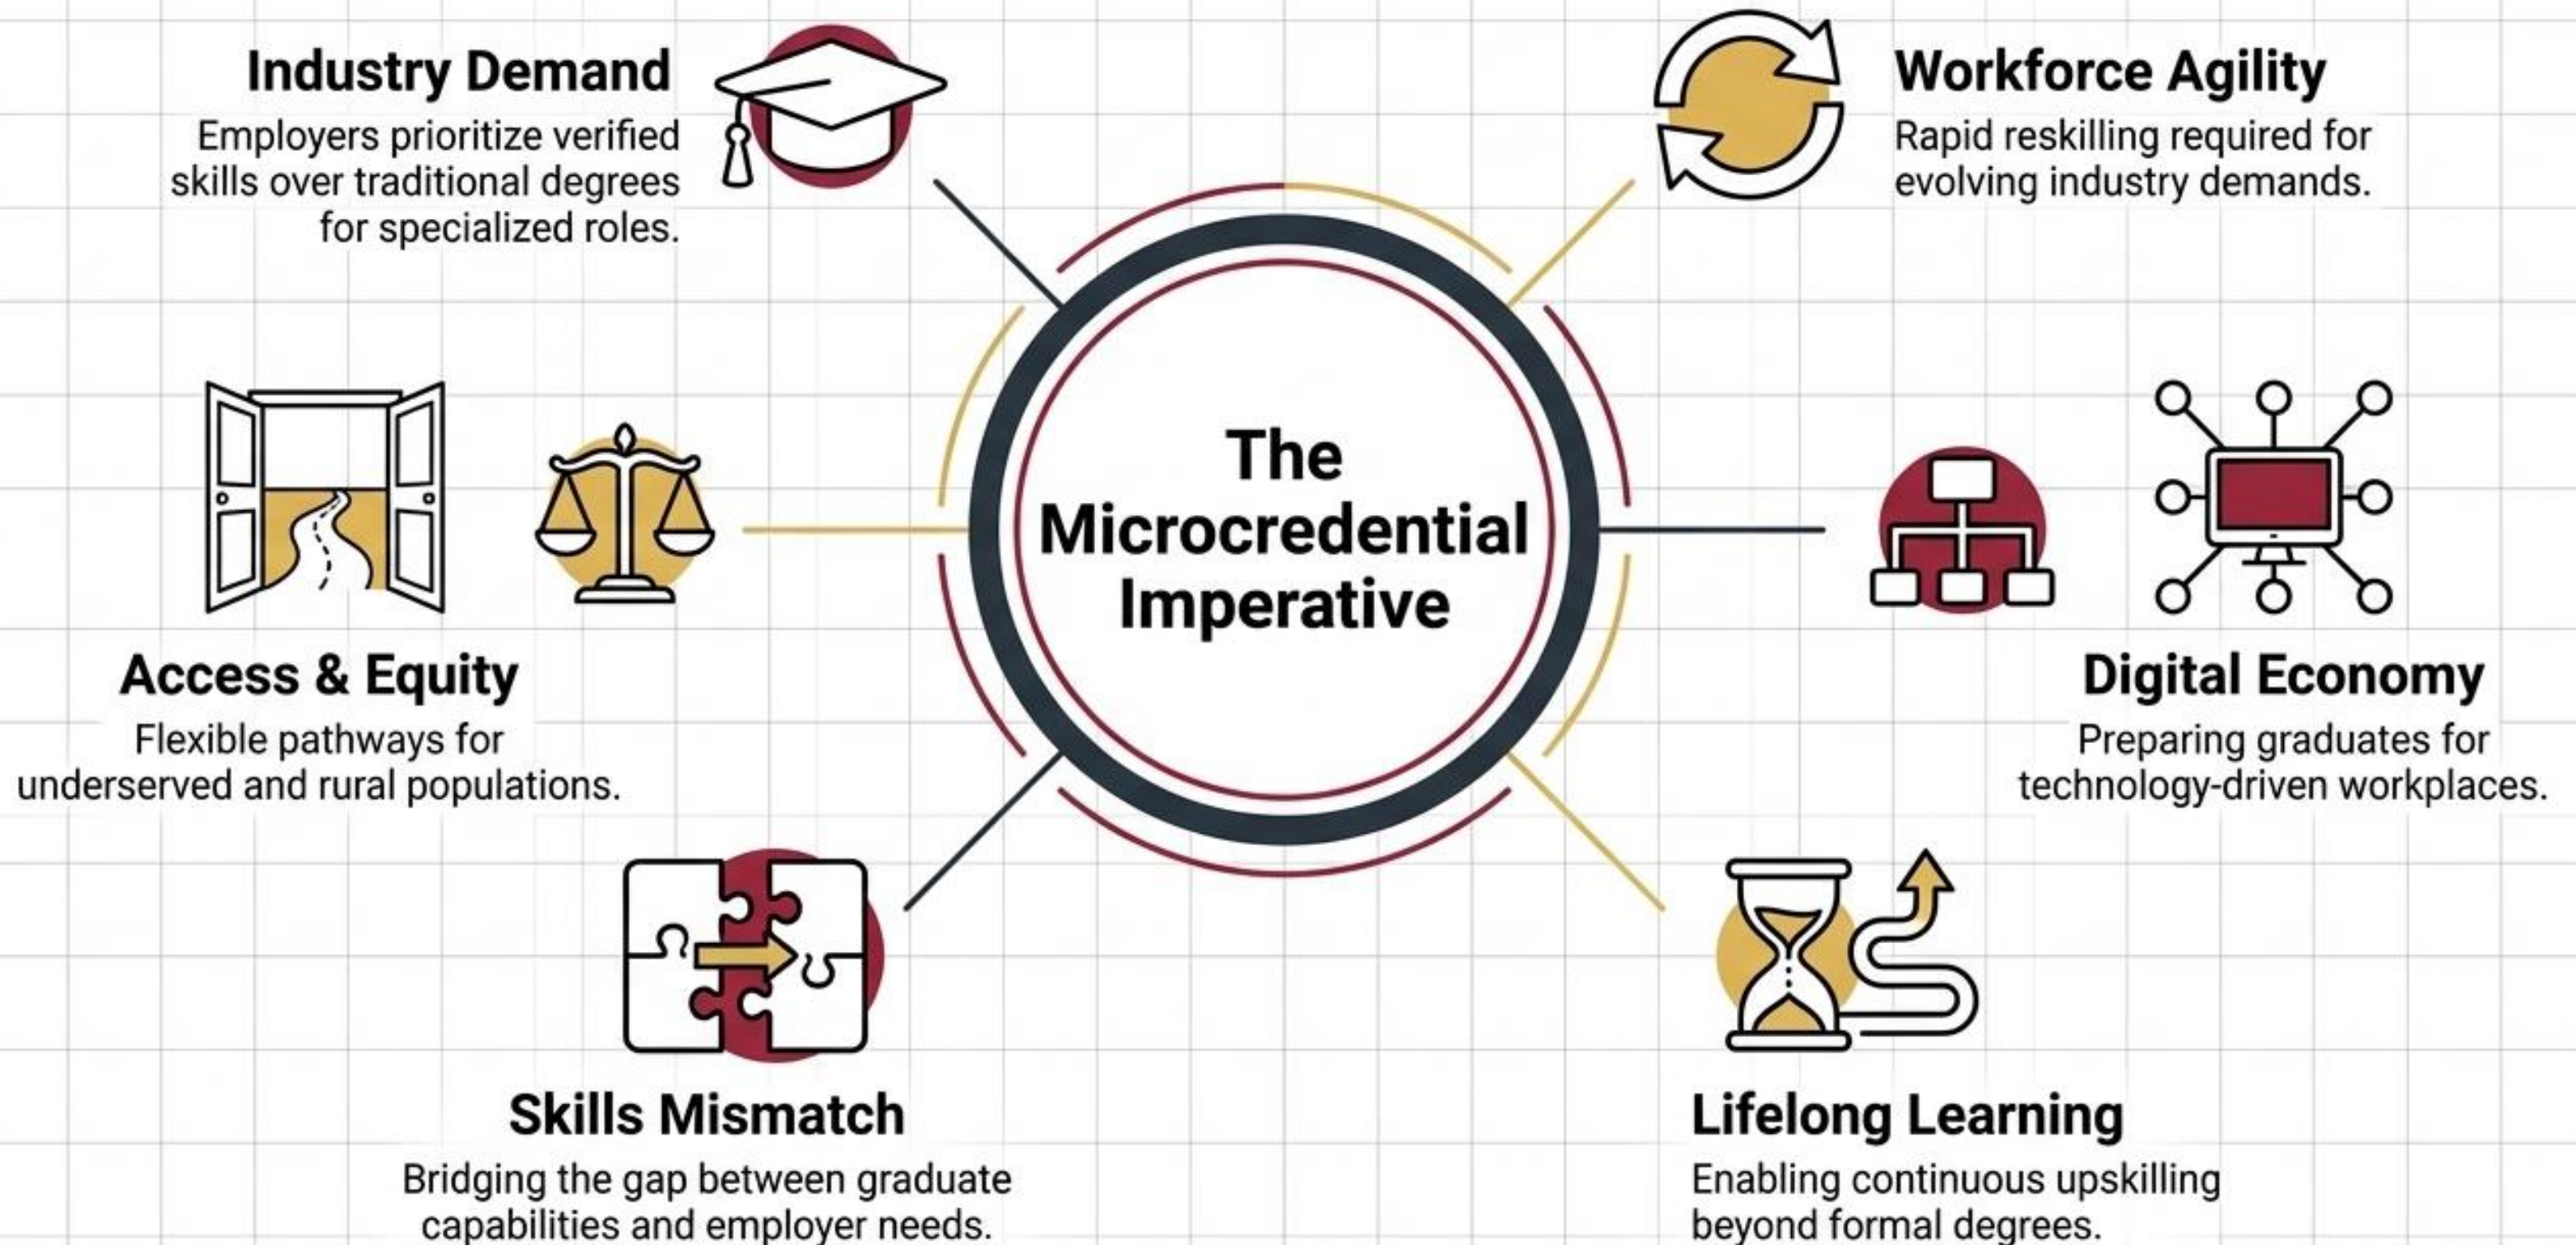 Industry Demand
Employers prioritize verified
skills over traditional degrees
for specialized roles.
Workforce Agility
Rapid reskilling required for
evolving industry demands.
The
Microcredential
Imperative
Access & Equity
Flexible pathways for
underserved and rural populations.
Digital Economy
Preparing graduates for
technology-driven workplaces.
Skills Mismatch
Bridging the gap between graduate
capabilities and employer needs.
Lifelong Learning
Enabling continuous upskilling
beyond formal degrees.